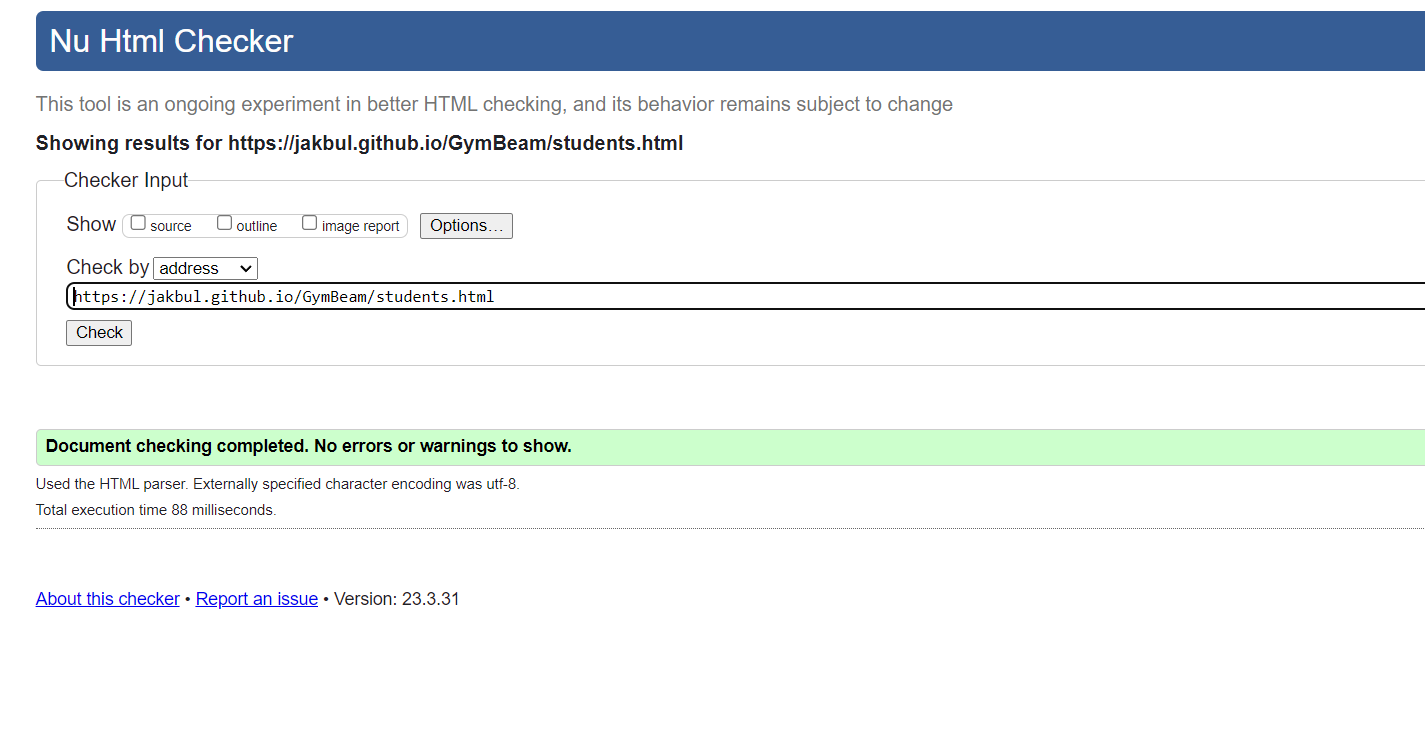 Nu Html Checker
This tool is an ongoing experiment in better HTML checking, and its behavior remains subject to change
Showing results for https://jakbul.github.io/GymBeam/students.html
Checker Input
Show source outline image report Options...
Check by address
https://jakbul.github.io/GymBeam/students.html
Check
Document checking completed. No errors or warnings to show.
Used the HTML parser. Externally specified character encoding was utf-8.
Total execution time 88 milliseconds.
About this checker • Report an issue • Version: 23.3.31